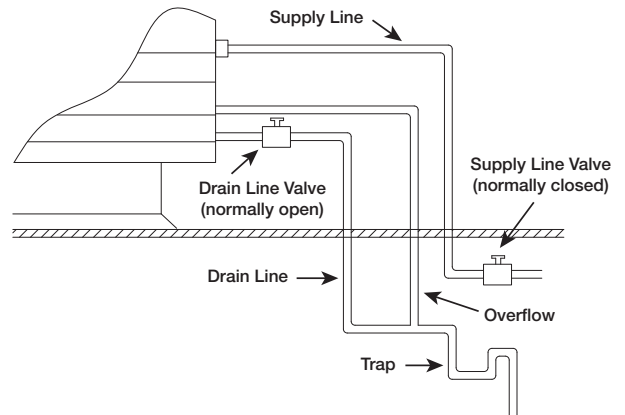 Supply Line
Supply Line Valve
(normally closed)
Drain Line Valve
(normally open)
Drain Line
Overflow
Trap